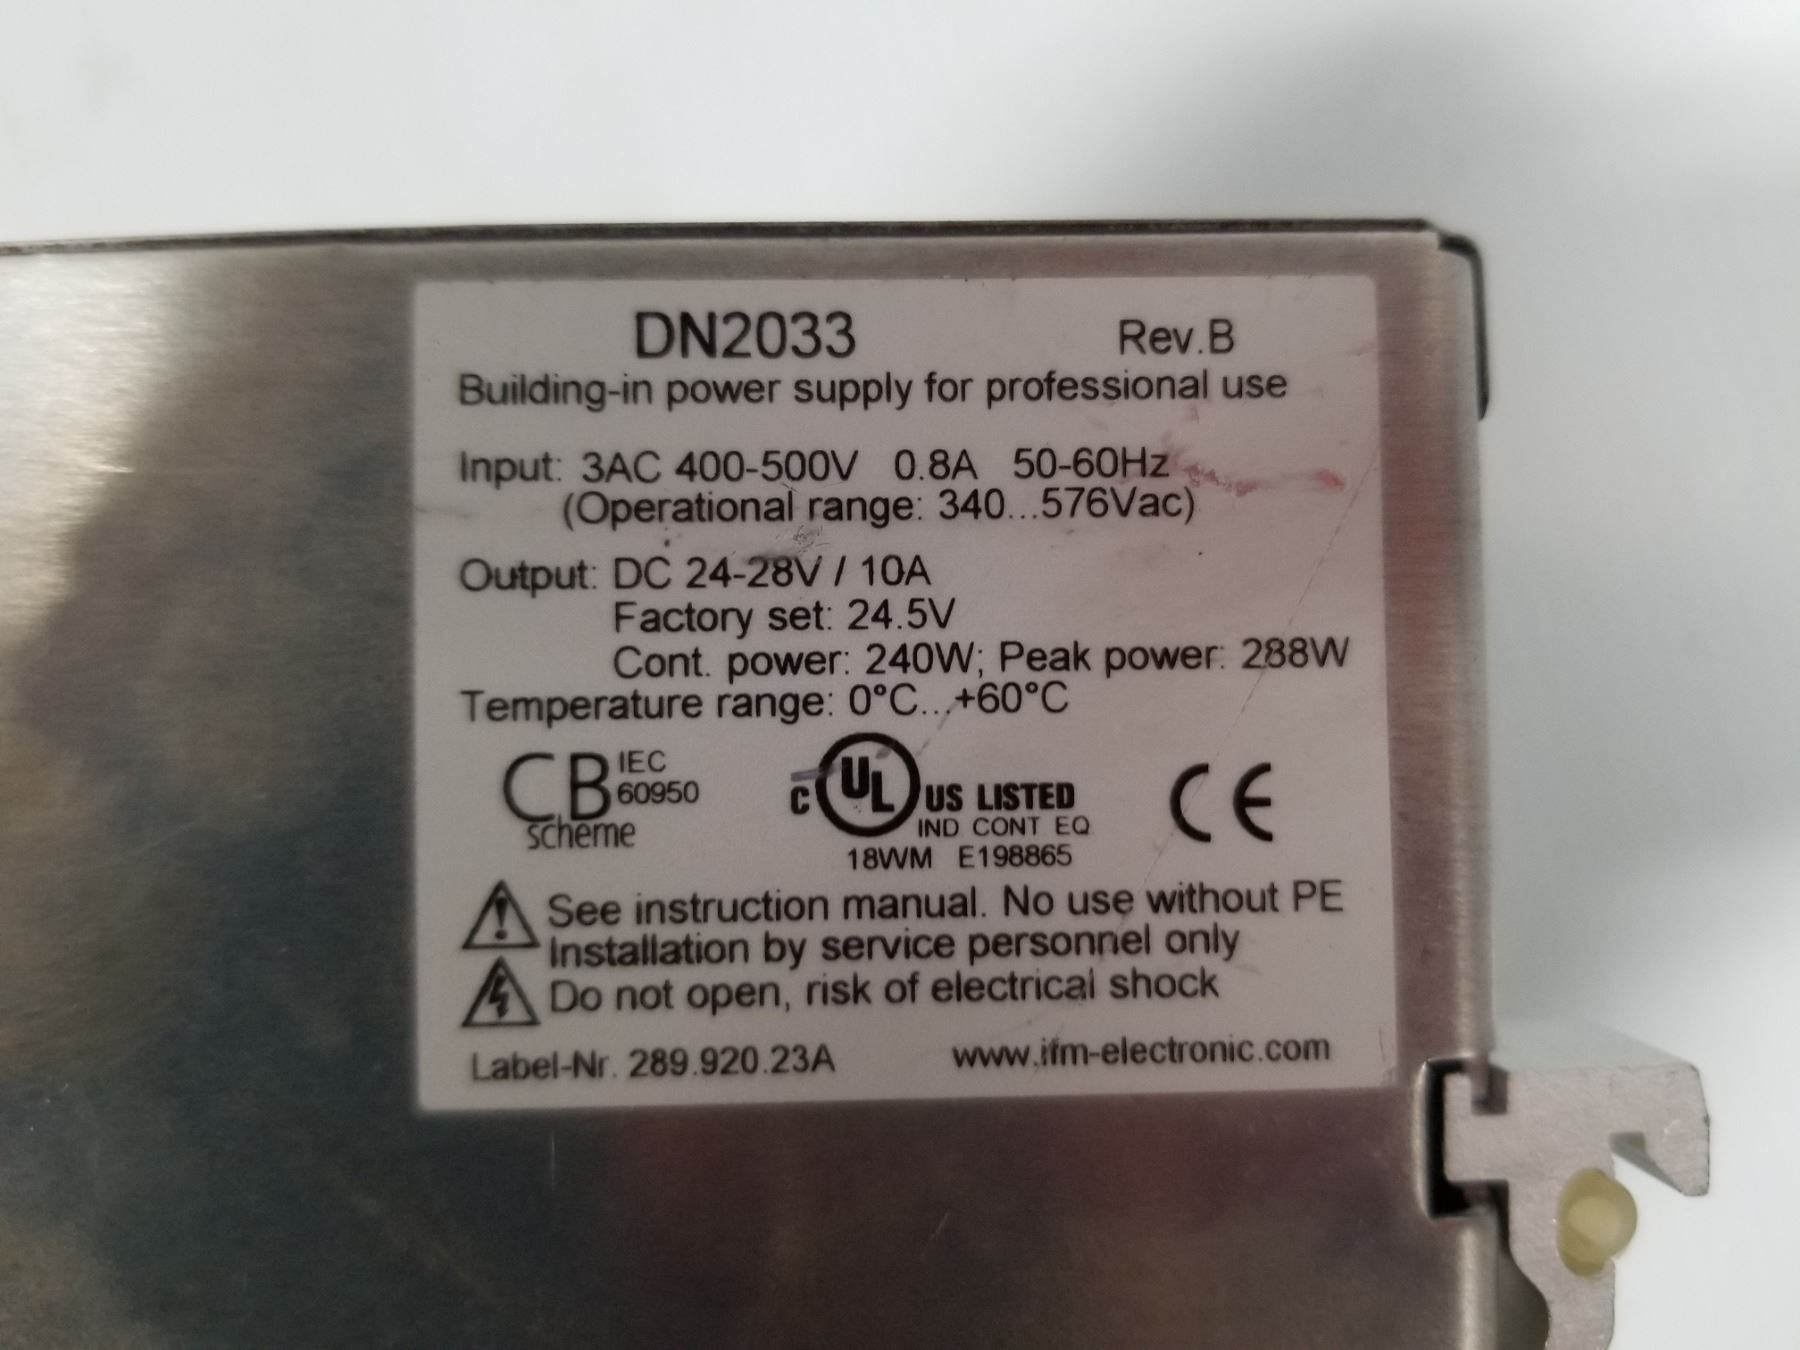 DN2033 Rev.B
Building-in power supply for professional use
Input: 3AC 400-500V 0.8A 50-60Hz
(Operational range: 340...576Vac)
Output: DC 24-28V / 10A
Factory set: 24.5V
Cont. power: 240W; Peak power: 288W
Temperature range: 0°C...+60°C
CB IEC
60950
scheme
C UL US LISTED
IND CONT EQ
18WM E198865
CE
See instruction manual. No use without PE
Installation by service personnel only
Do not open, risk of electrical shock
Label-Nr. 289.920.23A www.ifm-electronic.com